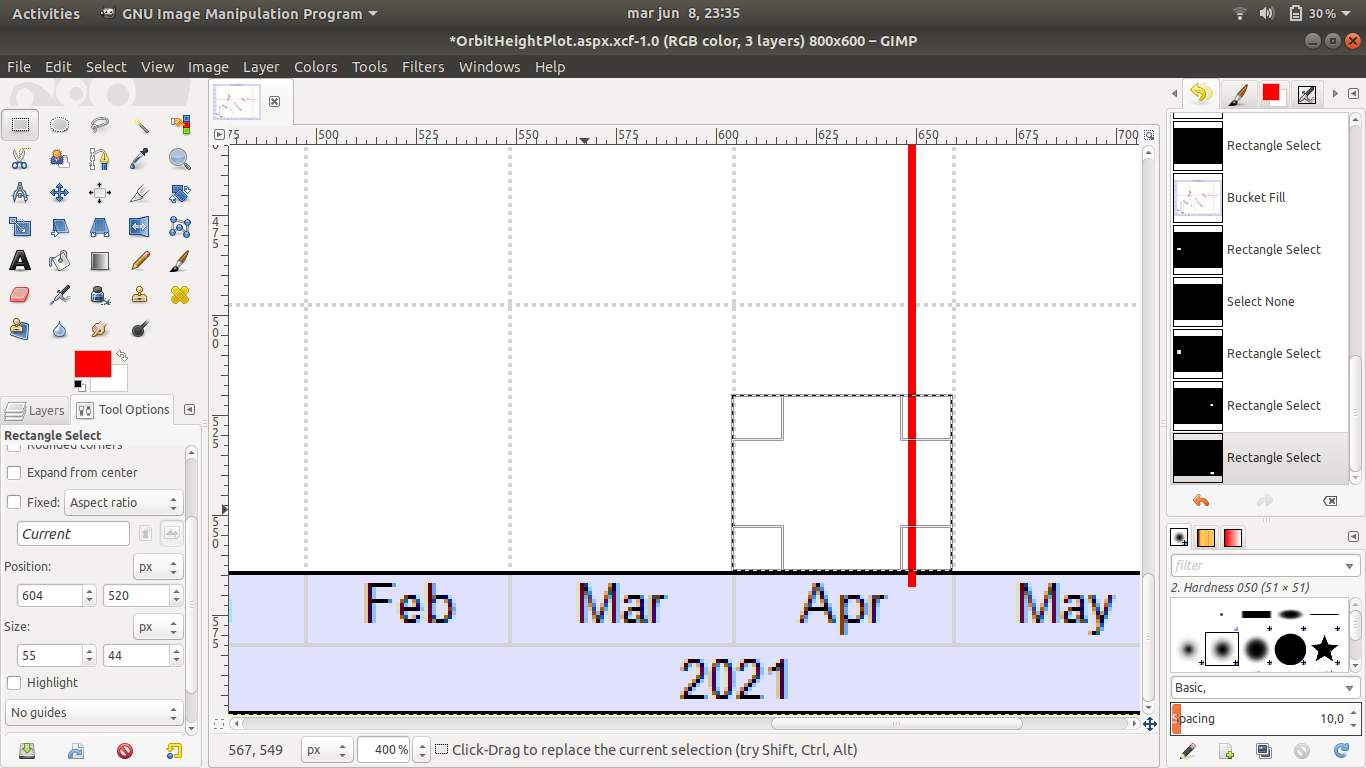 Activities GNU Image Manipulation Program mar jun 8, 23:35 30 %
*OrbitHeightPlot.aspx.xcf-1.0 (RGB color, 3 layers) 800x600 – GIMP
File Edit Select View Image Layer Colors Tools Filters Windows Help
75 500 525 550 575 600 625 650 675 700
475
500
525
550
575
Feb Mar Apr May
2021
Layers Tool Options
Rectangle Select
Rounded corners
Expand from center
Fixed: Aspect ratio
Current
Position: px
604 520
Size: px
55 44
Highlight
No guides
567, 549 px 400 % Click-Drag to replace the current selection (try Shift, Ctrl, Alt)
Rectangle Select
Bucket Fill
Rectangle Select
Select None
Rectangle Select
Rectangle Select
Rectangle Select
filter
2. Hardness 050 (51 × 51)
Basic,
Spacing 10,0